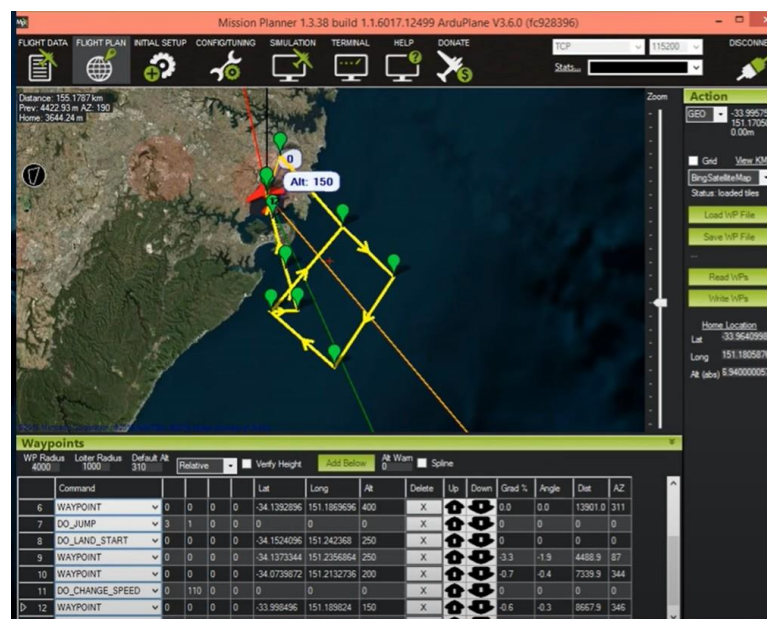 Mission Planner 1.3.38 build 1.1.6017.12499 ArduPlane V3.6.0 (fc928396)
FLIGHT DATA FLIGHT PLAN INITIAL SETUP CONFIG/TUNING SIMULATION TERMINAL HELP DONATE
TCP 115200 DISCONNE
Stats...
Distance: 155.1787 km
Prev: 4422.93 m AZ: 190
Home: 3644.24 m
0
Alt: 150
Zoom
Action
GEO -33.99575
151.17056
0.00m
Grid View KM
BingSatelliteMap
Status: loaded tiles
Load WP File
Save WP File
...
Read WPs
Write WPs
Home Location
Lat -33.9640998
Long 151.1805876
Alt (abs)
Waypoints
WP Radius Loiter Radius Default Alt Alt Warn
4000 1000 310 Relative Verify Height Add Below 0 Spline
Command Lat Long Alt Delete Up Down Grad % Angle Dist AZ
6 WAYPOINT 0 0 0 0 -34.1392896 151.1869696 400 X 0.0 0.0 13901.0 311
7 DO_JUMP 3 1 0 0 0 0 0 X 0 0 0 0
8 DO_LAND_START 0 0 0 0 -34.1524096 151.242368 250 X 0 0 0 0
9 WAYPOINT 0 0 0 0 -34.1373344 151.2356864 250 X -3.3 -1.9 4488.9 87
10 WAYPOINT 0 0 0 0 -34.0739872 151.2132736 200 X -0.7 -0.4 7339.9 344
11 DO_CHANGE_SPEED 0 110 0 0 0 0 0 X 0 0 0 0
12 WAYPOINT 0 0 0 0 -33.998496 151.189824 150 X -0.6 -0.3 8667.9 346